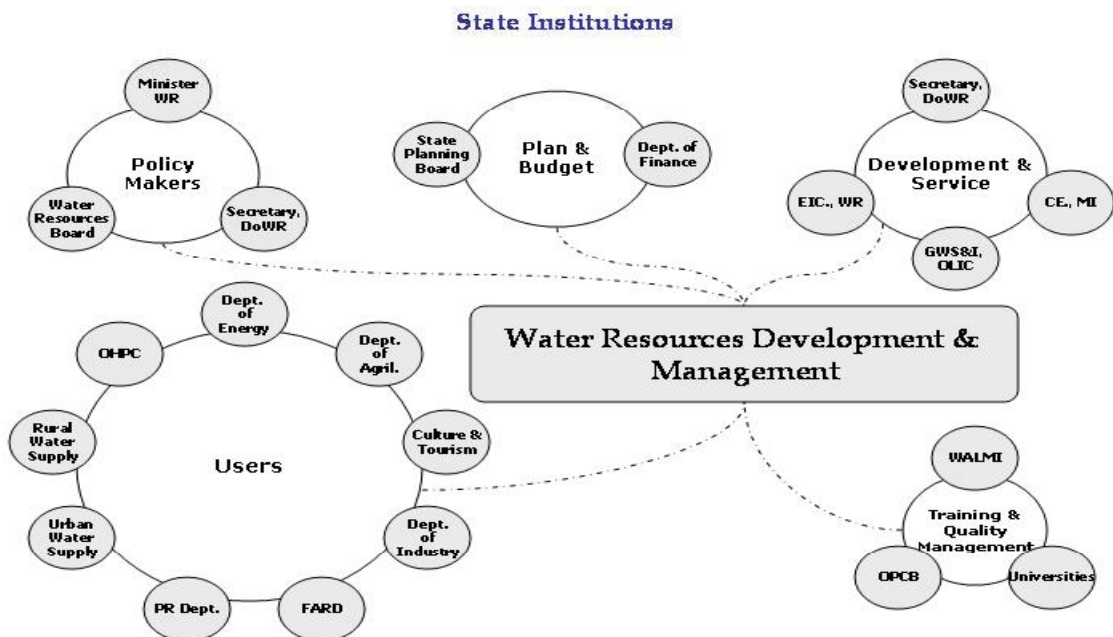 State Institutions
Minister
WR
Policy
Makers
Water
Resources
Board
Secretary,
DoWR
State
Planning
Board
Plan &
Budget
Dept. of
Finance
Secretary,
DoWR
Development &
Service
EIC., WR
CE., MI
GWS&I,
OLIC
Water Resources Development &
Management
Dept.
of
Energy
OHPC
Dept.
of
Agril.
Rural
Water
Supply
Culture &
Tourism
Users
Urban
Water
Supply
Dept.
of
Industry
PR Dept.
FARD
WALMI
Training &
Quality
Management
OPCB
Universities